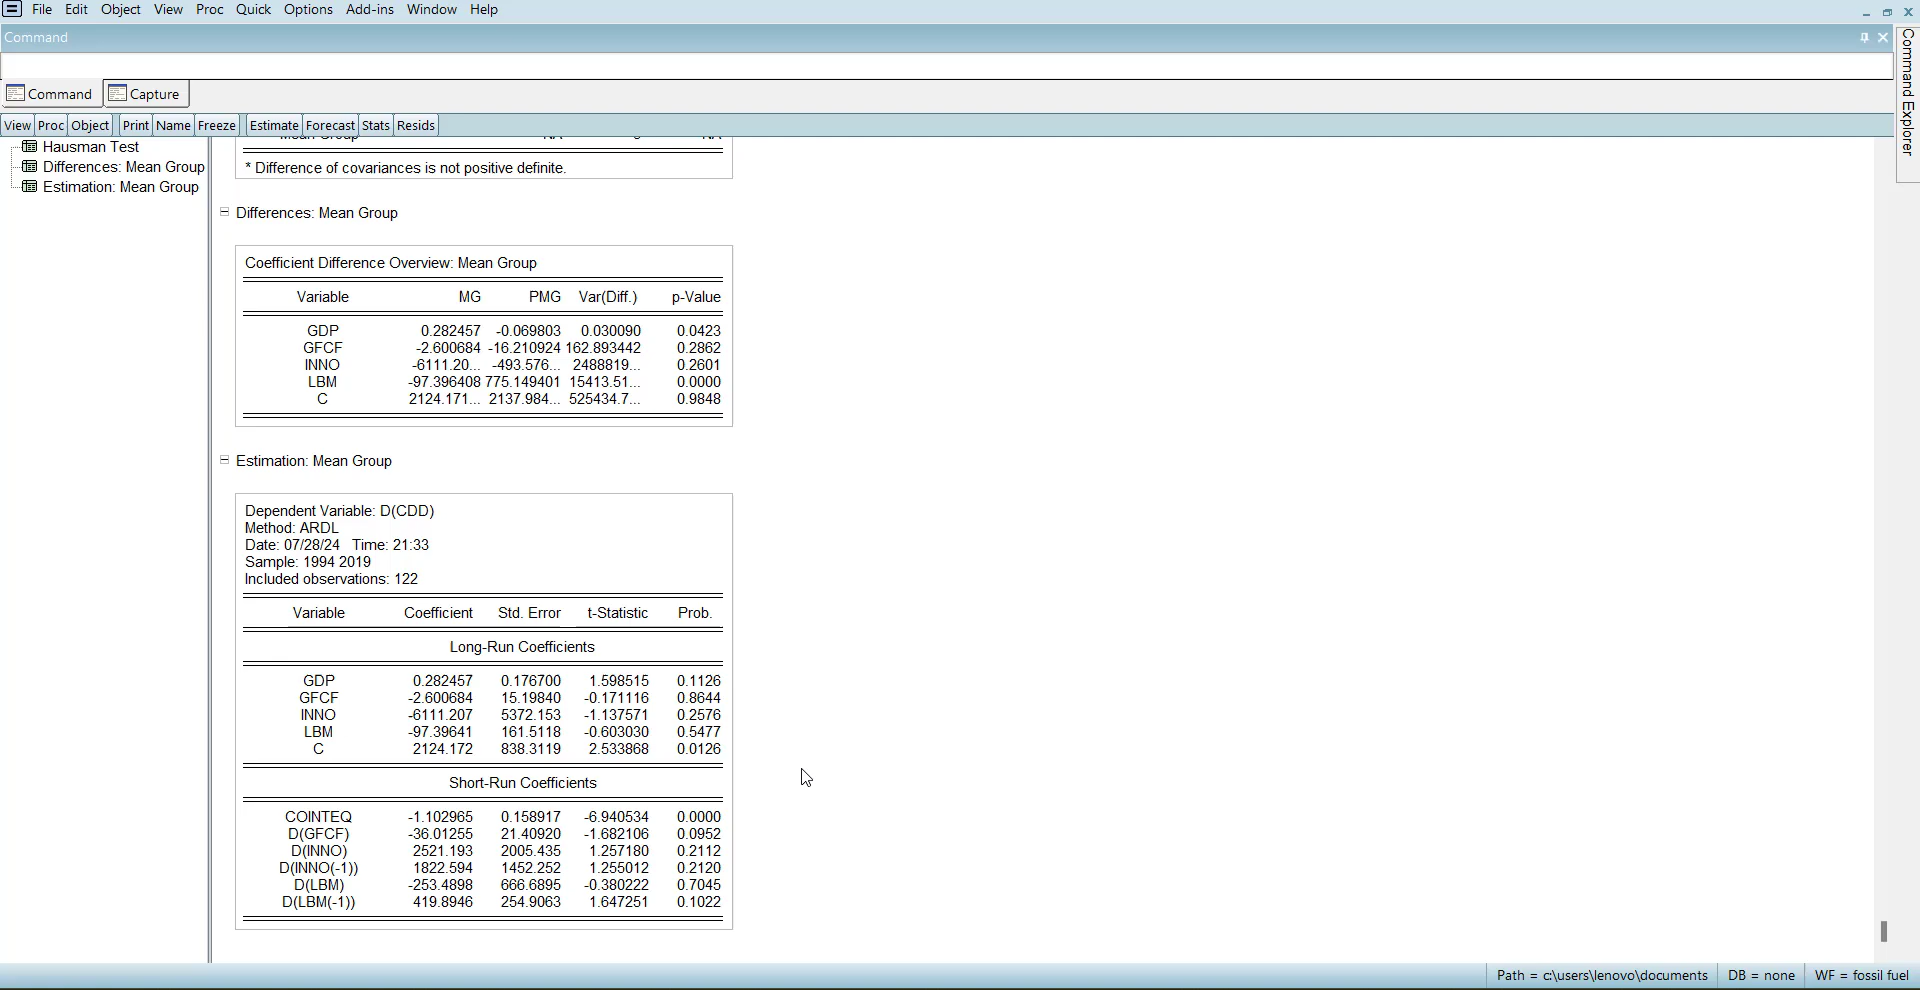 File Edit Object View Proc Quick Options Add-ins Window Help
Command
Command Capture
Command Explorer
View Proc Object Print Name Freeze Estimate Forecast Stats Resids
Hausman Test
Differences: Mean Group
Estimation: Mean Group
Mean Group NA NA
* Difference of covariances is not positive definite.
Differences: Mean Group
Coefficient Difference Overview: Mean Group
Variable MG PMG Var(Diff.) p-Value
GDP 0.282457 -0.069803 0.030090 0.0423
GFCF -2.600684 -16.210924 162.893442 0.2862
INNO -6111.20... -493.576... 2488819... 0.2601
LBM -97.396408 775.149401 15413.51... 0.0000
C 2124.171... 2137.984... 525434.7... 0.9848
Estimation: Mean Group
Dependent Variable: D(CDD)
Method: ARDL
Date: 07/28/24 Time: 21:33
Sample: 1994 2019
Included observations: 122
Variable Coefficient Std. Error t-Statistic Prob.
Long-Run Coefficients
GDP 0.282457 0.176700 1.598515 0.1126
GFCF -2.600684 15.19840 -0.171116 0.8644
INNO -6111.207 5372.153 -1.137571 0.2576
LBM -97.39641 161.5118 -0.603030 0.5477
C 2124.172 838.3119 2.533868 0.0126
Short-Run Coefficients
COINTEQ -1.102965 0.158917 -6.940534 0.0000
D(GFCF) -36.01255 21.40920 -1.682106 0.0952
D(INNO) 2521.193 2005.435 1.257180 0.2112
D(INNO(-1)) 1822.594 1452.252 1.255012 0.2120
D(LBM) -253.4898 666.6895 -0.380222 0.7045
D(LBM(-1)) 419.8946 254.9063 1.647251 0.1022
Path = c:\users\lenovo\documents DB = none WF = fossil fuel